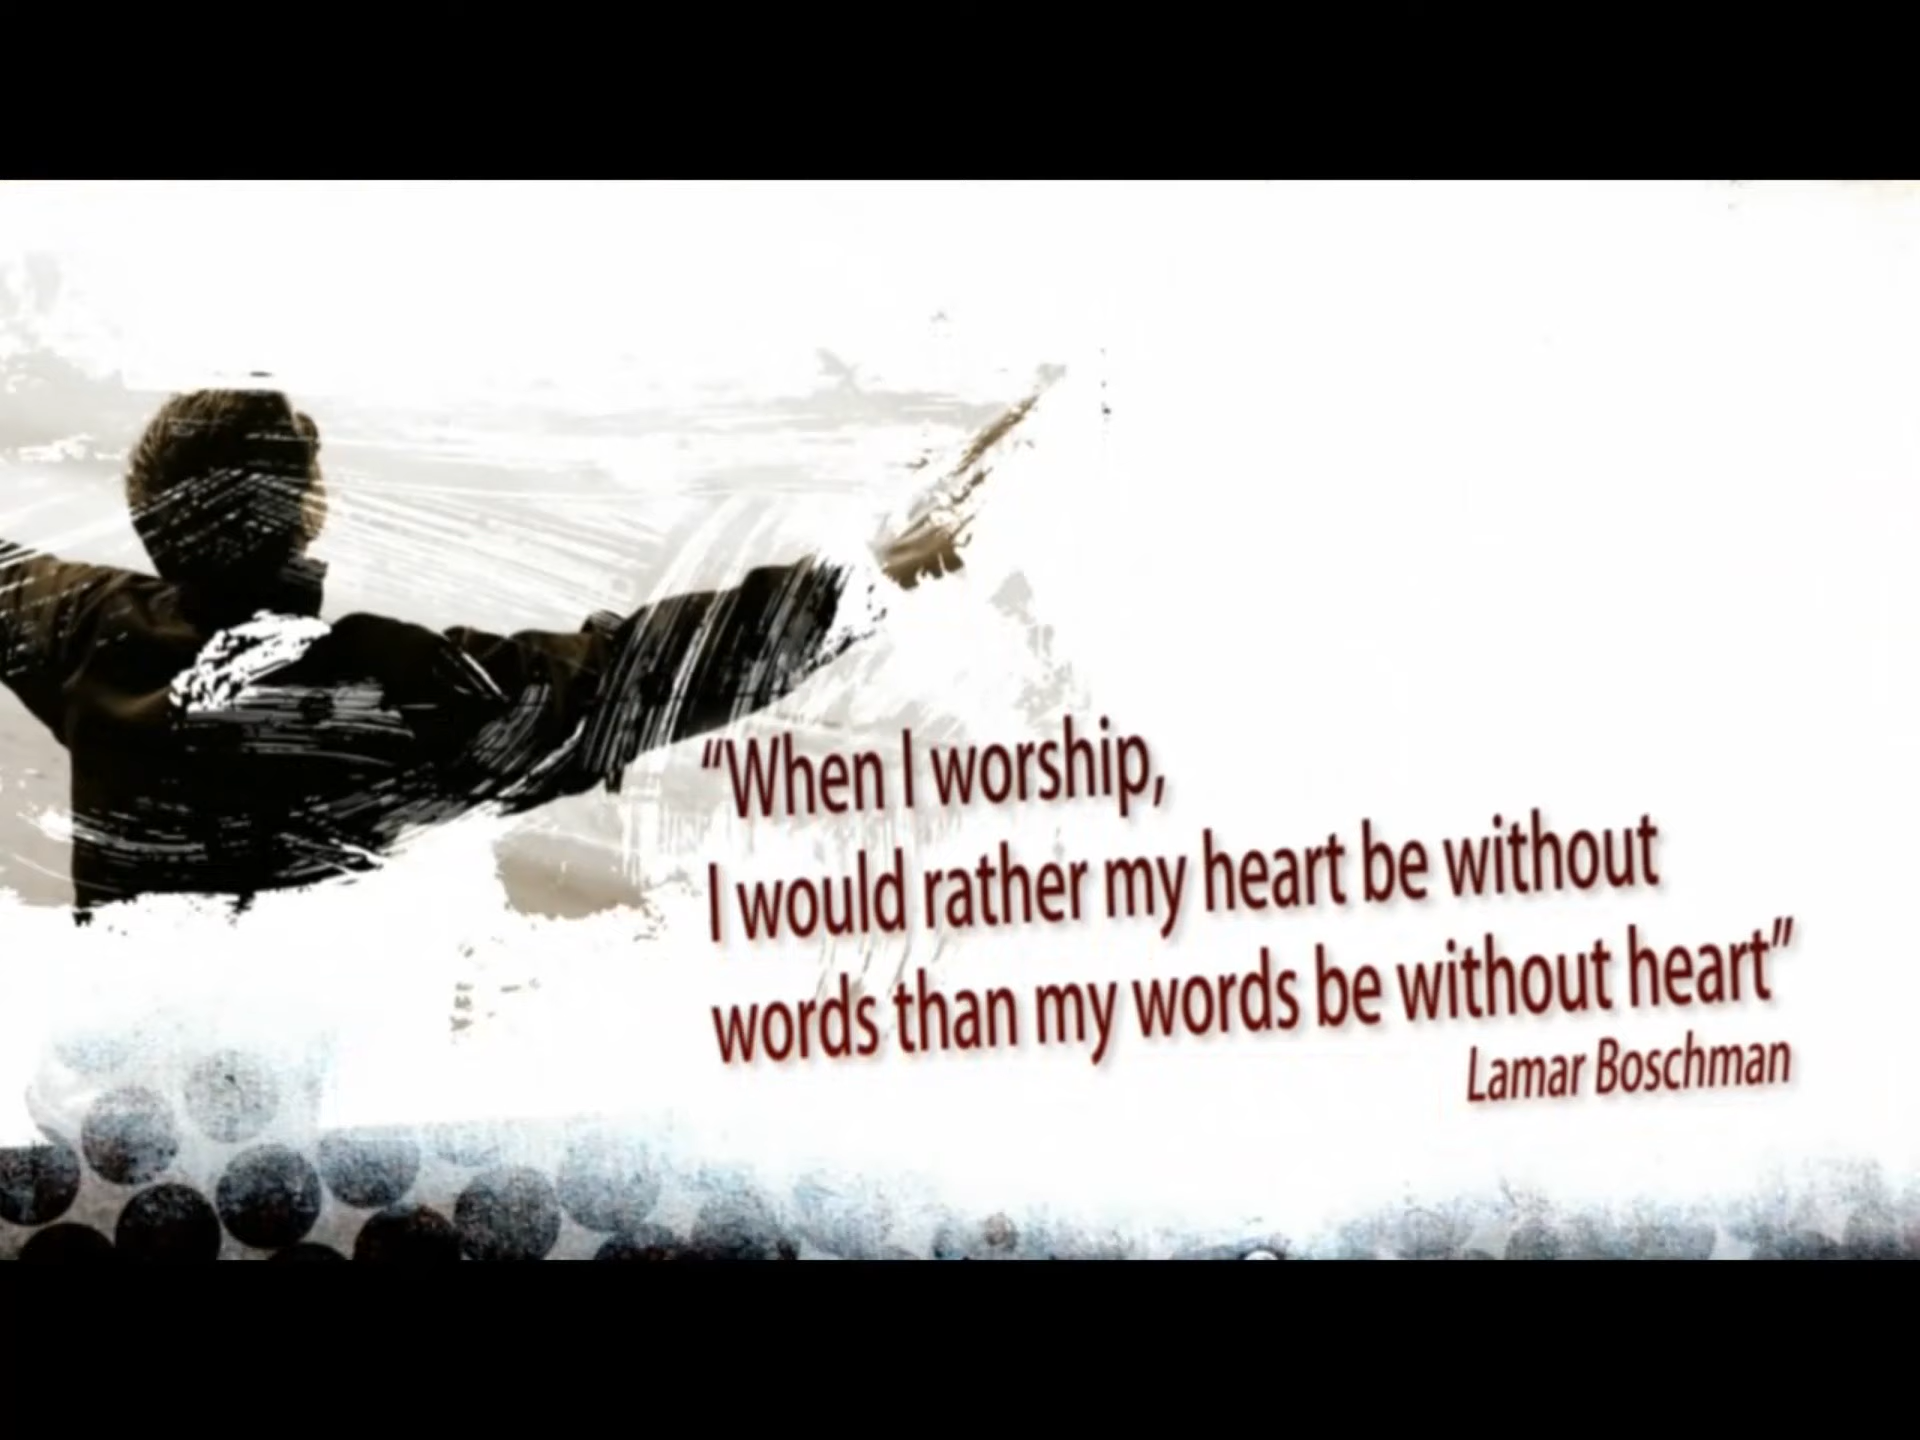 “When I worship,
I would rather my heart be without
words than my words be without heart”
Lamar Boschman